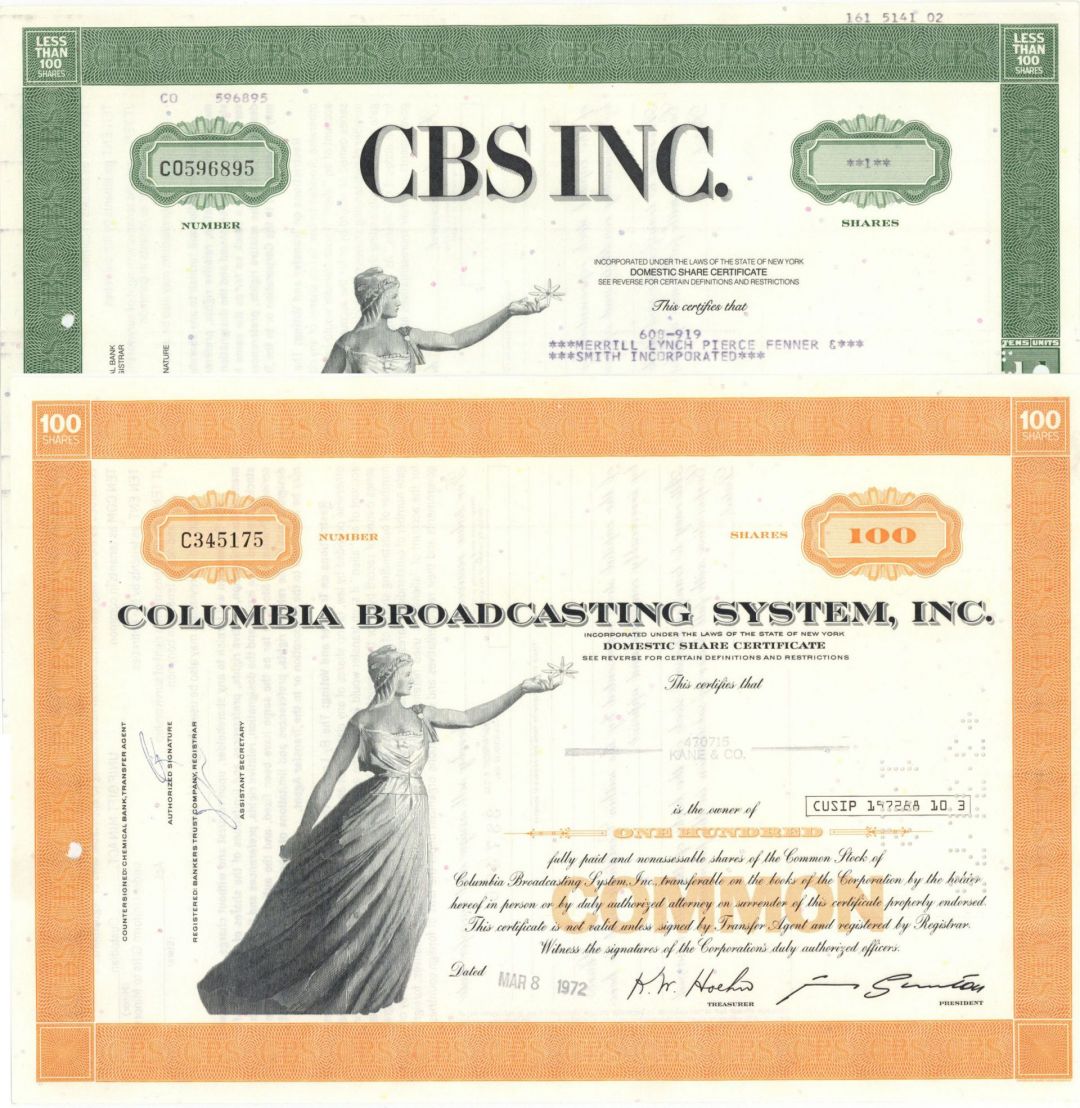 161 5141 02
LESS
THAN
100
SHARES
LESS
THAN
100
SHARES
CO 596895
CO596895
NUMBER
CBS INC.
**1**
SHARES
INCORPORATED UNDER THE LAWS OF THE STATE OF NEW YORK
DOMESTIC SHARE CERTIFICATE
SEE REVERSE FOR CERTAIN DEFINITIONS AND RESTRICTIONS
This certifies that
608-919
***MERRILL LYNCH PIERCE FENNER &***
***SMITH INCORPORATED***
TENS UNITS
AL BANK
ISTRAR
NATURE
100
SHARES
100
SHARES
C345175
NUMBER
SHARES
100
COLUMBIA BROADCASTING SYSTEM, INC.
INCORPORATED UNDER THE LAWS OF THE STATE OF NEW YORK
DOMESTIC SHARE CERTIFICATE
SEE REVERSE FOR CERTAIN DEFINITIONS AND RESTRICTIONS
This certifies that
470715
KANE & CO.
is the owner of
CUSIP 197288 10 3
ONE HUNDRED
fully paid and nonassessable shares of the Common Stock of
Columbia Broadcasting System, Inc., transferable on the books of the Corporation by the holder
hereof in person or by duly authorized attorney on surrender of this certificate properly endorsed.
This certificate is not valid unless signed by Transfer Agent and registered by Registrar.
Witness the signatures of the Corporation's duly authorized officers.
COMMON
Dated
MAR 8 1972
K.W. Hoehn
TREASURER
PRESIDENT
COUNTERSIGNED: CHEMICAL BANK, TRANSFER AGENT
AUTHORIZED SIGNATURE
REGISTERED: BANKERS TRUST COMPANY, REGISTRAR
ASSISTANT SECRETARY